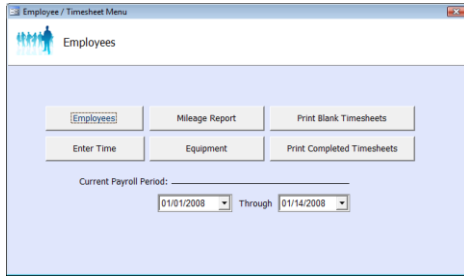 Employee / Timesheet Menu
Employees
Employees Mileage Report Print Blank Timesheets
Enter Time Equipment Print Completed Timesheets
Current Payroll Period:
01/01/2008 Through 01/14/2008